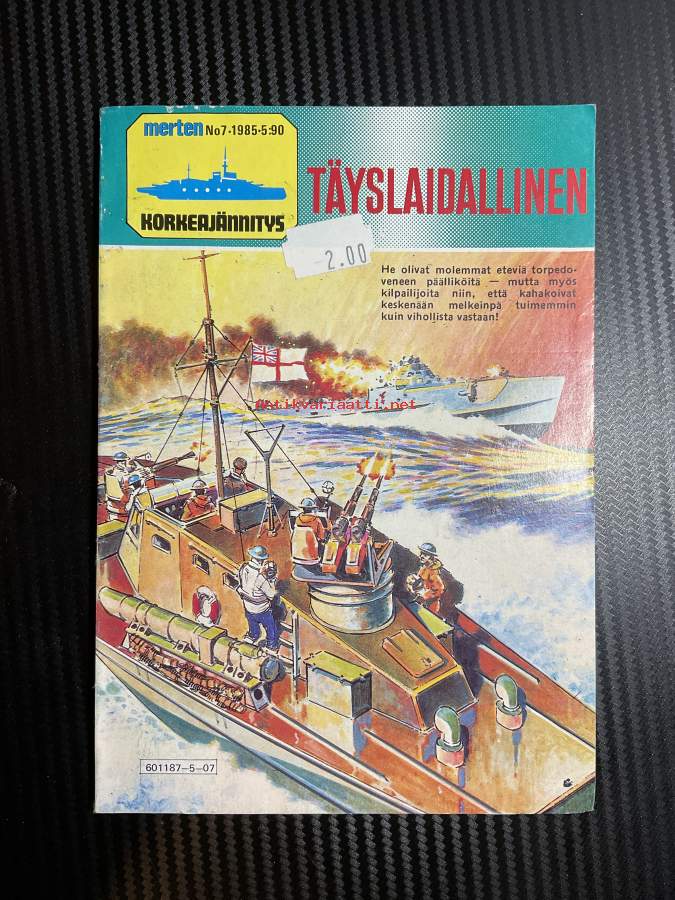 merten No7-1985-5:90
KORKEAJÄNNITYS
TÄYSLAIDALLINEN
2.00
He olivat molemmat eteviä torpedo-
veneen päälliköitä — mutta myös
kilpailijoita niin, että kahakoivat
keskenään melkeinpä tuimemmin
kuin vihollista vastaan!
Antikvariaatti.net
601187-5-07